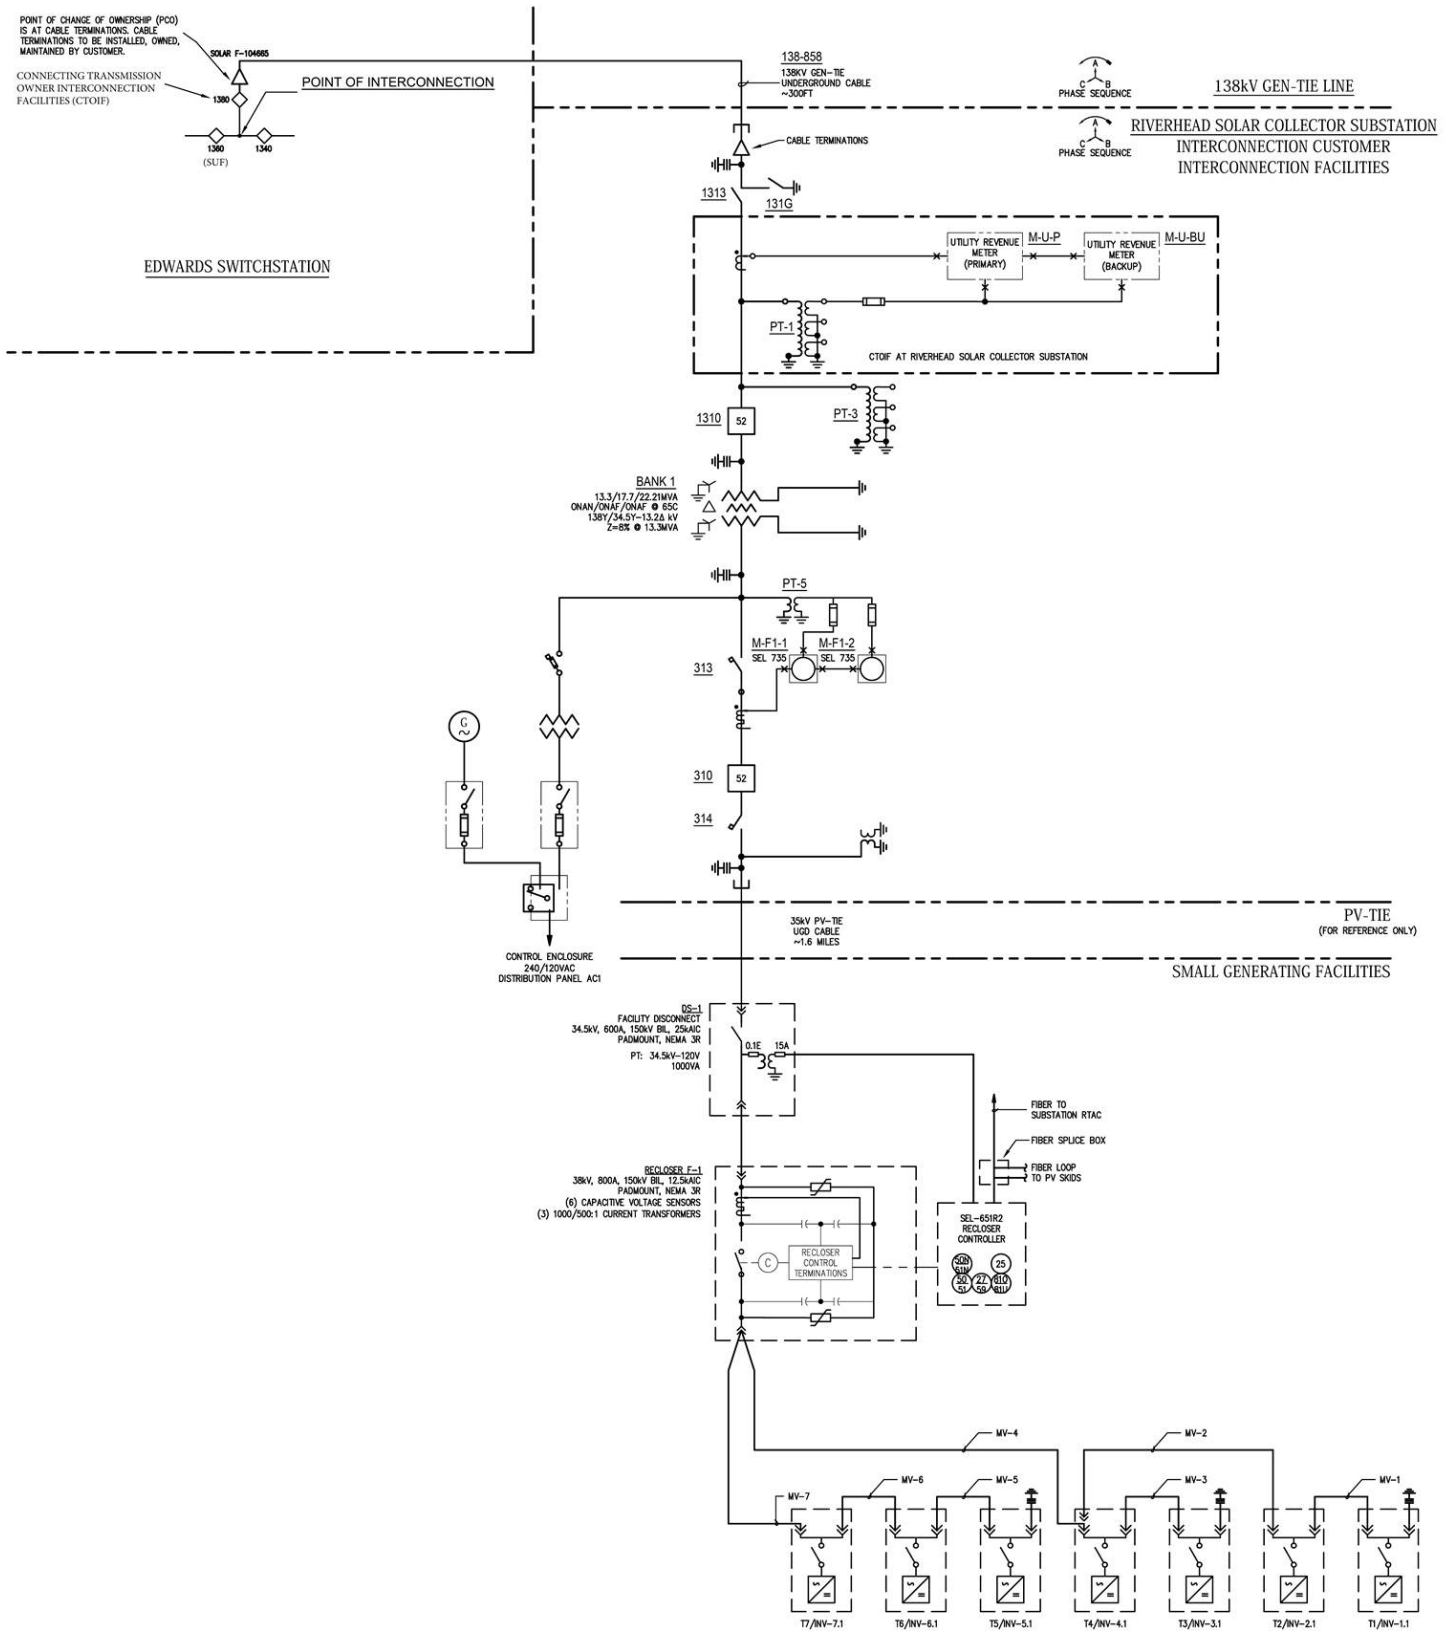 POINT OF CHANGE OF OWNERSHIP (PCO)
IS AT CABLE TERMINATIONS. CABLE
TERMINATIONS TO BE INSTALLED, OWNED,
MAINTAINED BY CUSTOMER.
SOLAR F-104665
CONNECTING TRANSMISSION
OWNER INTERCONNECTION
FACILITIES (CTOIF)
1380
POINT OF INTERCONNECTION
1360
1340
(SUF)
EDWARDS SWITCHSTATION
138-858
138KV GEN-TIE
UNDERGROUND CABLE
~300FT
A
C B
PHASE SEQUENCE
138kV GEN-TIE LINE
A
C B
PHASE SEQUENCE
RIVERHEAD SOLAR COLLECTOR SUBSTATION
INTERCONNECTION CUSTOMER
INTERCONNECTION FACILITIES
CABLE TERMINATIONS
1313
131G
UTILITY REVENUE
METER
(PRIMARY)
M-U-P
UTILITY REVENUE
METER
(BACKUP)
M-U-BU
PT-1
CTOIF AT RIVERHEAD SOLAR COLLECTOR SUBSTATION
PT-3
1310
52
BANK 1
13.3/17.7/22.21MVA
ONAN/ONAF/ONAF @ 65C
138Y/34.5Y-13.2Δ kV
Z=8% @ 13.3MVA
PT-5
M-F1-1
SEL 735
M-F1-2
SEL 735
313
G
310
52
314
CONTROL ENCLOSURE
240/120VAC
DISTRIBUTION PANEL AC1
35kV PV-TIE
UGD CABLE
~1.6 MILES
PV-TIE
(FOR REFERENCE ONLY)
SMALL GENERATING FACILITIES
DS-1
FACILITY DISCONNECT
34.5kV, 600A, 150kV BIL, 25kAIC
PADMOUNT, NEMA 3R
PT: 34.5kV-120V
1000VA
0.1E
15A
FIBER TO
SUBSTATION RTAC
FIBER SPLICE BOX
FIBER LOOP
TO PV SKIDS
RECLOSER F-1
38kV, 800A, 150kV BIL, 12.5kAIC
PADMOUNT, NEMA 3R
(6) CAPACITIVE VOLTAGE SENSORS
(3) 1000/500:1 CURRENT TRANSFORMERS
C
RECLOSER
CONTROL
TERMINATIONS
SEL-651R2
RECLOSER
CONTROLLER
50N
51N
25
50
51
27
59
81O
81U
MV-4
MV-2
MV-6
MV-5
MV-3
MV-1
MV-7
T7/INV-7.1
T6/INV-6.1
T5/INV-5.1
T4/INV-4.1
T3/INV-3.1
T2/INV-2.1
T1/INV-1.1